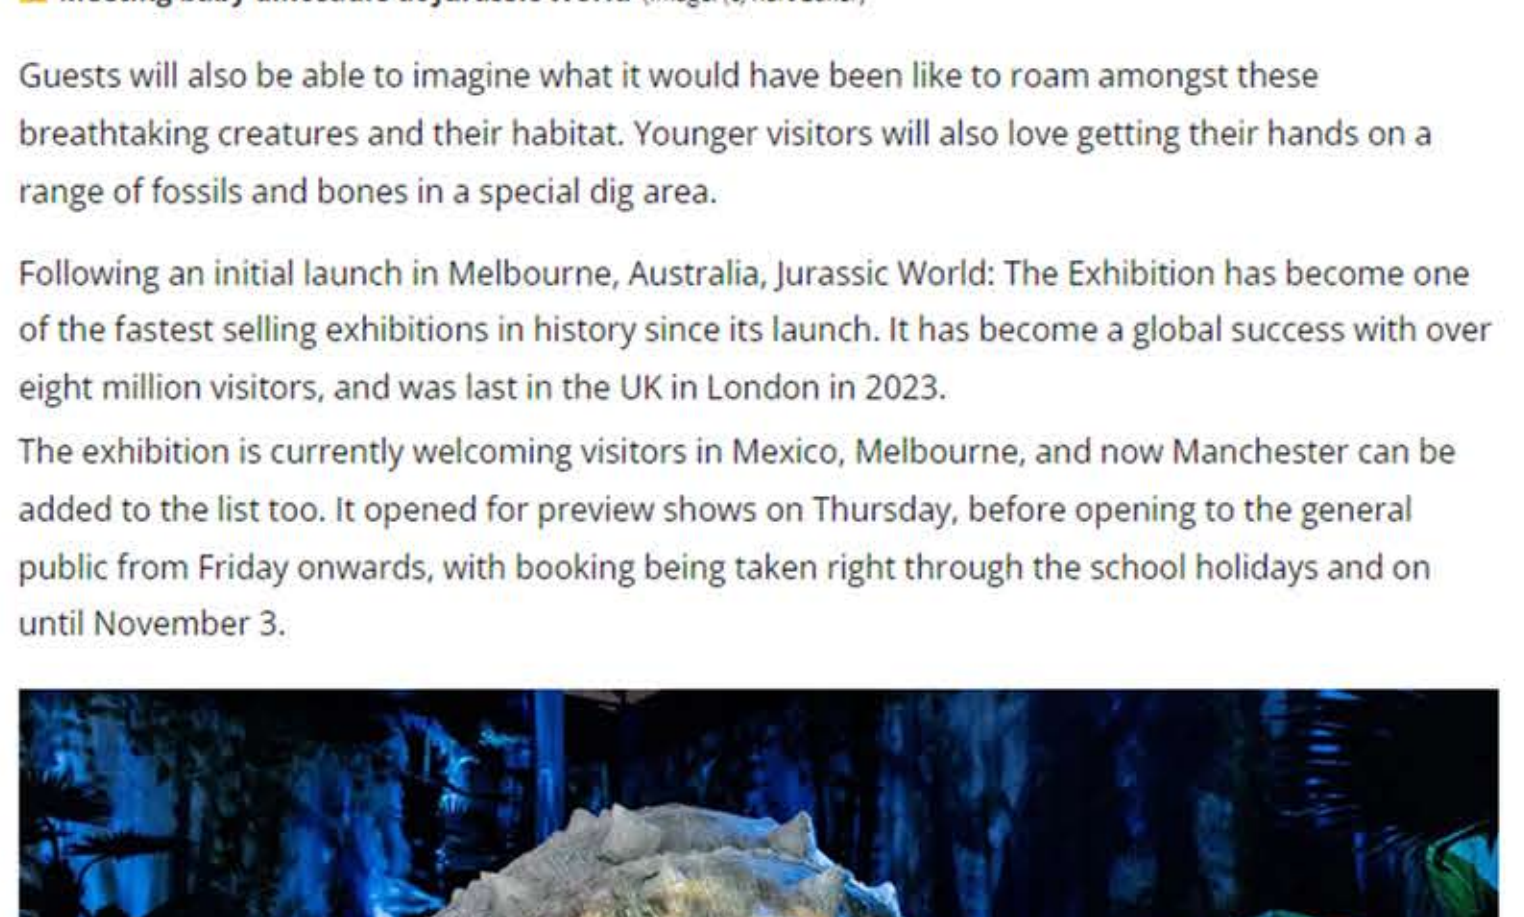 Guests will also be able to imagine what it would have been like to roam amongst these
breathtaking creatures and their habitat. Younger visitors will also love getting their hands on a
range of fossils and bones in a special dig area.
Following an initial launch in Melbourne, Australia, Jurassic World: The Exhibition has become one
of the fastest selling exhibitions in history since its launch. It has become a global success with over
eight million visitors, and was last in the UK in London in 2023.
The exhibition is currently welcoming visitors in Mexico, Melbourne, and now Manchester can be
added to the list too. It opened for preview shows on Thursday, before opening to the general
public from Friday onwards, with booking being taken right through the school holidays and on
until November 3.